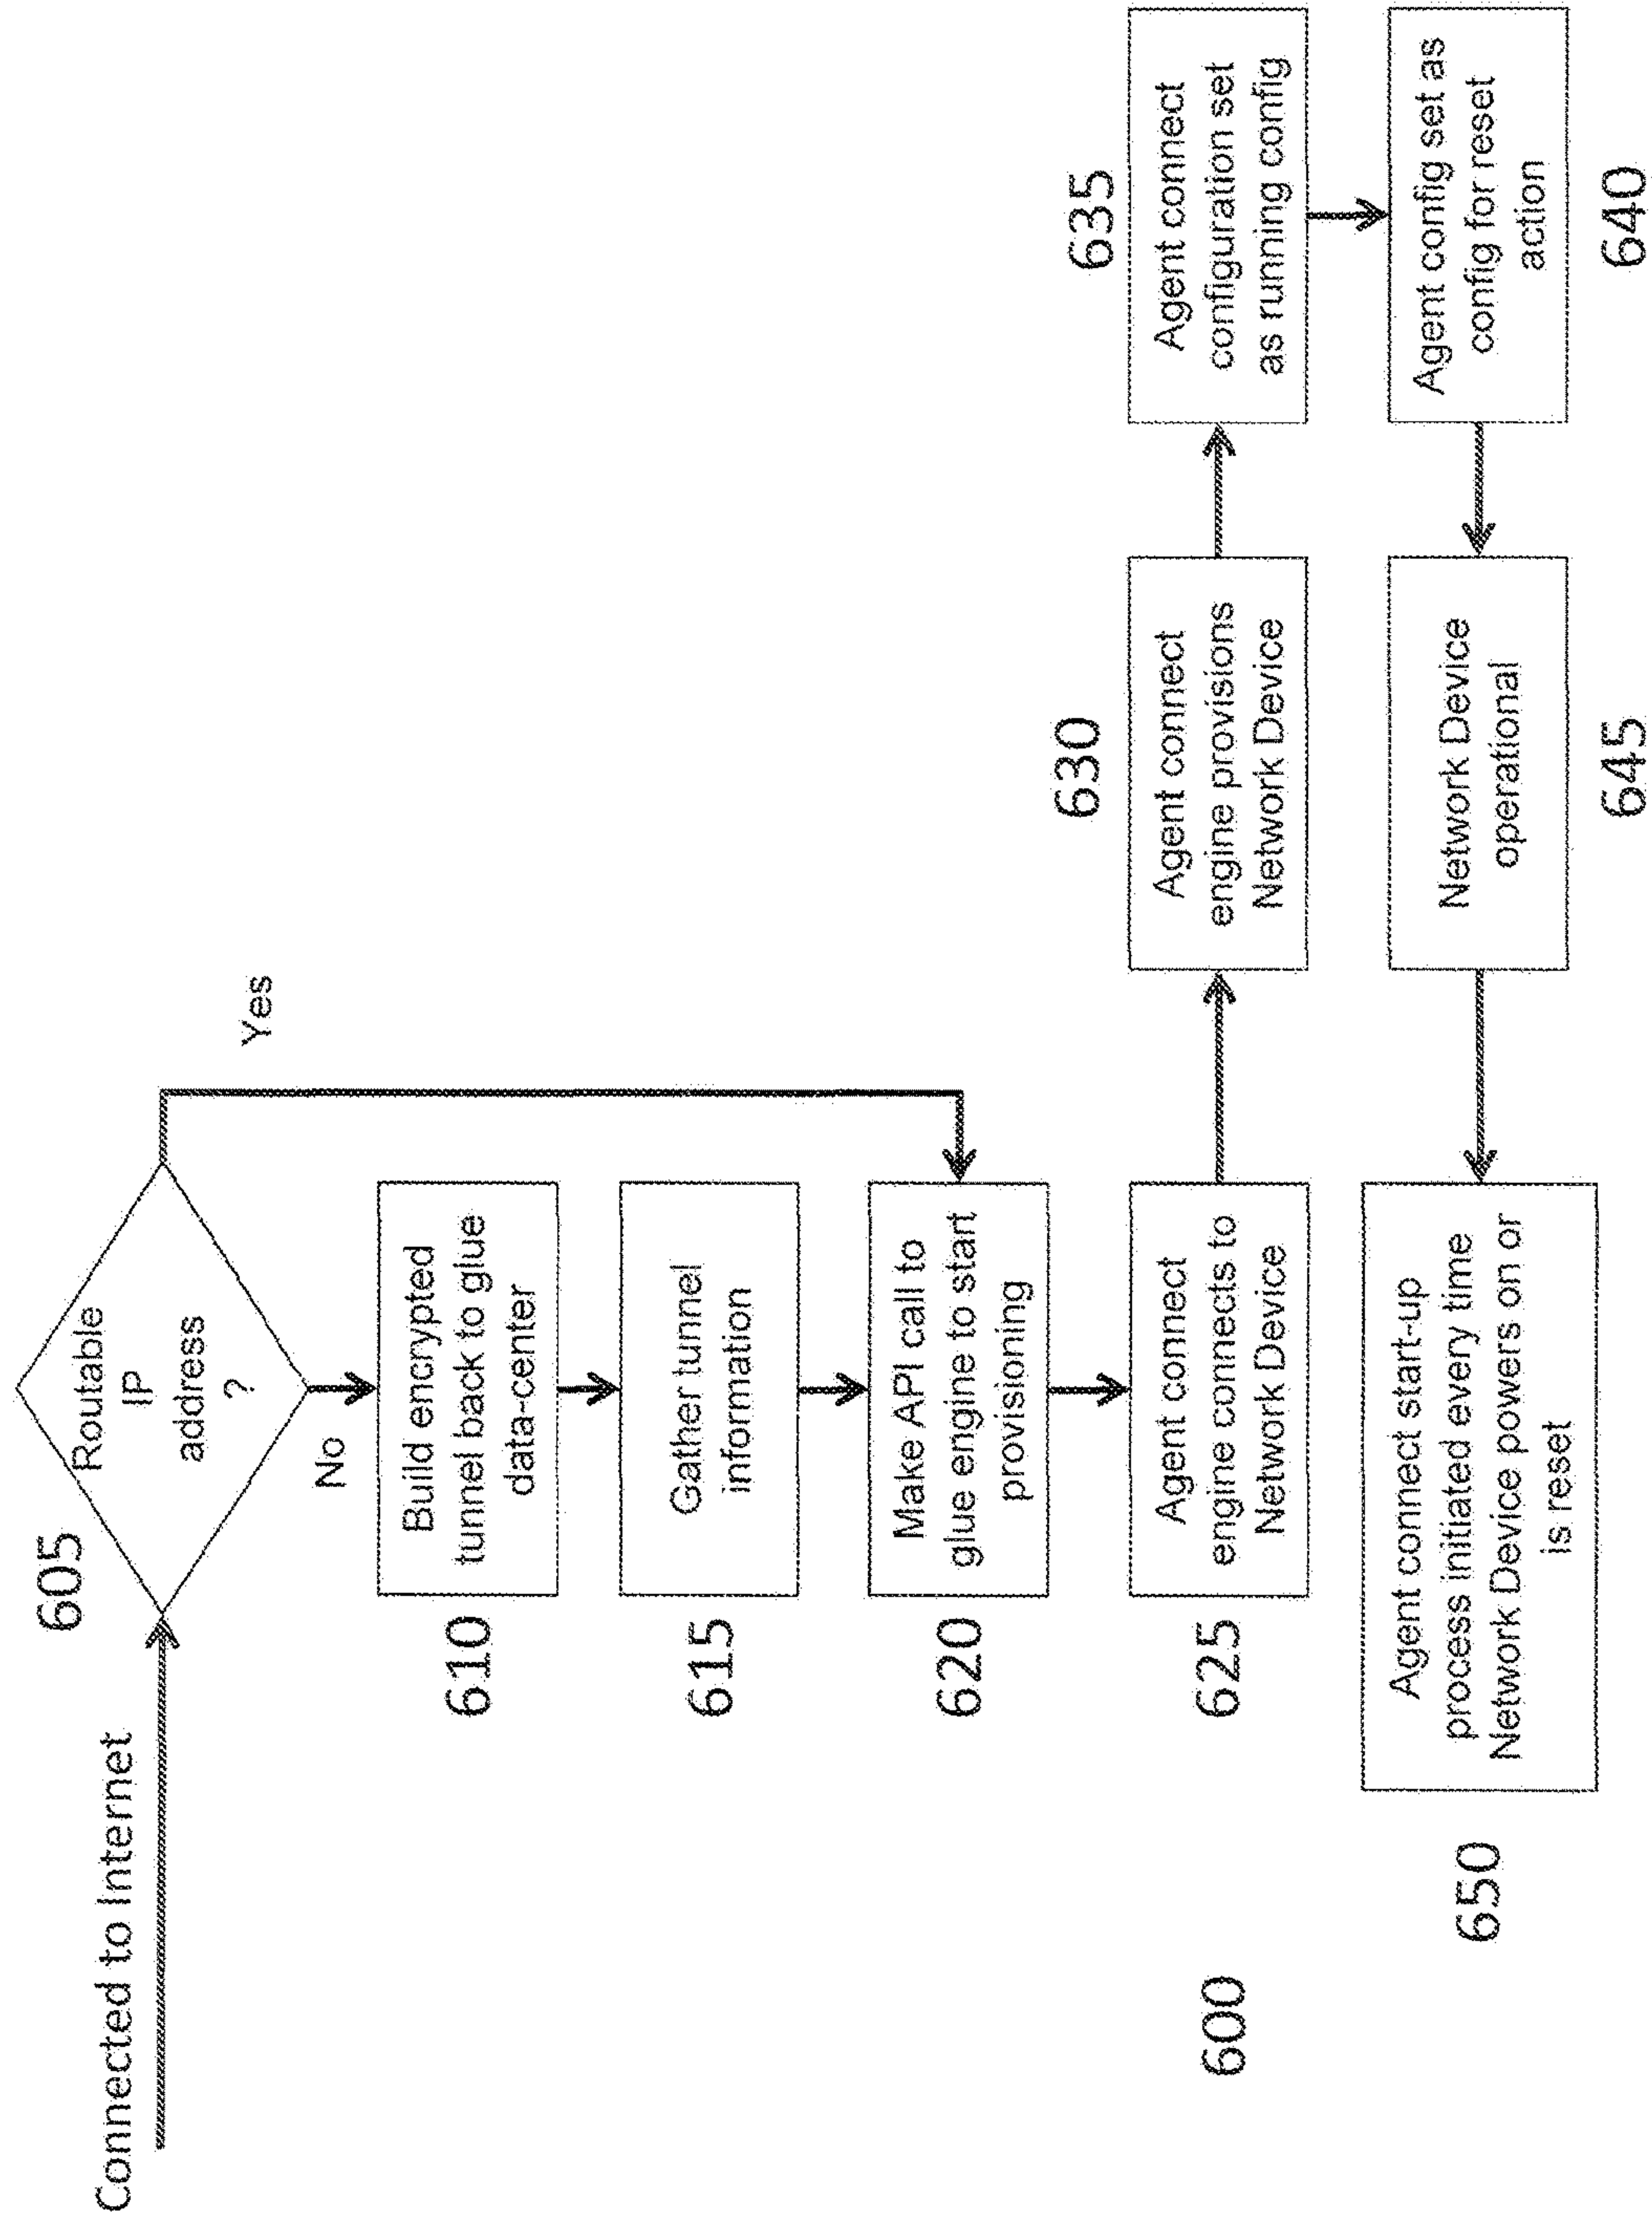 Connected to Internet
605
Routable
IP
address
?
Yes
No
610
Build encrypted
tunnel back to glue
data-center
615
Gather tunnel
information
620
Make API call to
glue engine to start
provisioning
625
Agent connect
engine connects to
Network Device
630
Agent connect
engine provisions
Network Device
635
Agent connect
configuration set
as running config
Agent config set as
config for reset
action
640
Network Device
operational
645
Agent connect start-up
process initiated every time
Network Device powers on or
is reset
650
600